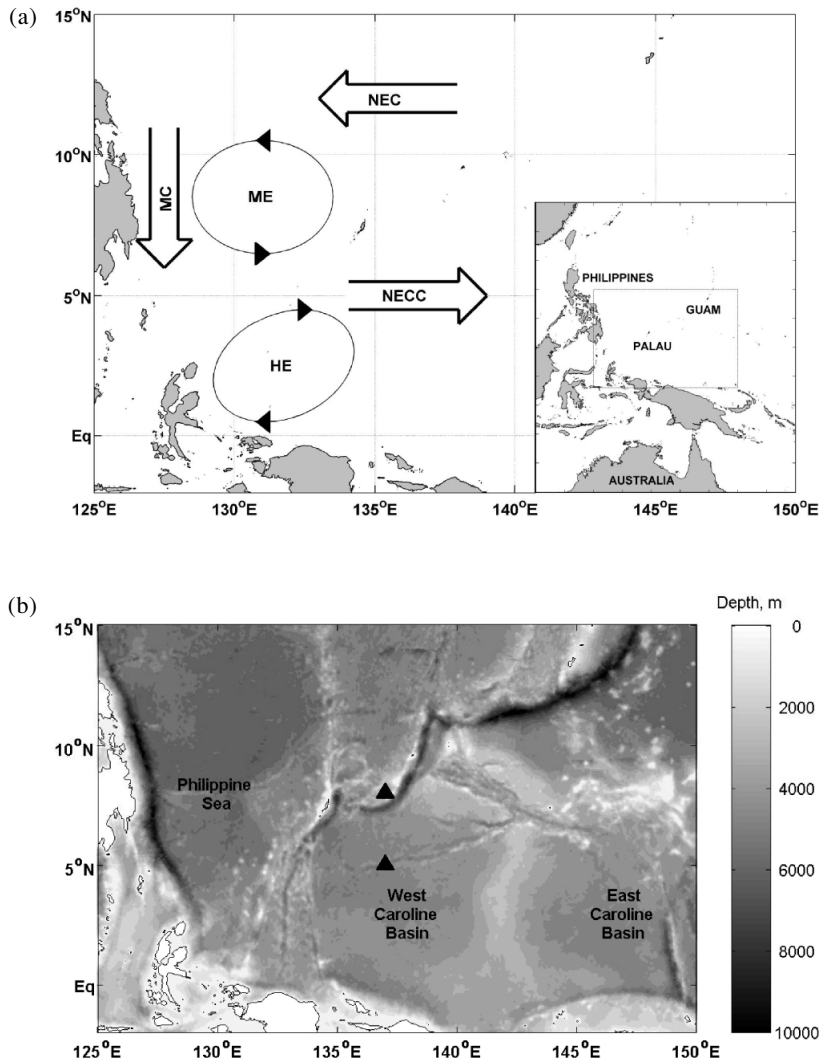 (a)
15°N
10°N
5°N
Eq
125°E
130°E
135°E
140°E
145°E
150°E
NEC
MC
ME
NECC
HE
PHILIPPINES
GUAM
PALAU
AUSTRALIA
(b)
Depth, m
15°N
10°N
5°N
Eq
125°E
130°E
135°E
140°E
145°E
150°E
Philippine
Sea
West
Caroline
Basin
East
Caroline
Basin
0
2000
4000
6000
8000
10000